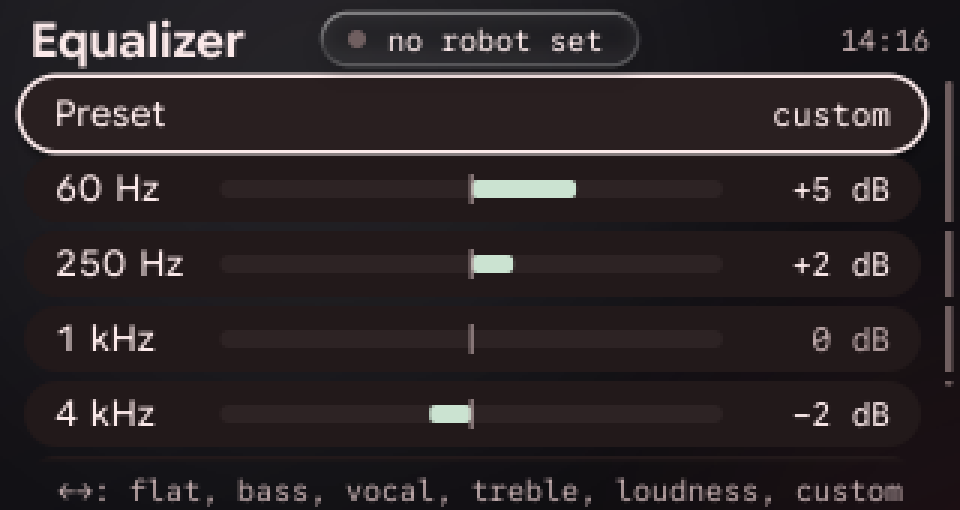 Equalizer no robot set 14:16
Preset custom
60 Hz +5 dB
250 Hz +2 dB
1 kHz 0 dB
4 kHz −2 dB
↔: flat, bass, vocal, treble, loudness, custom